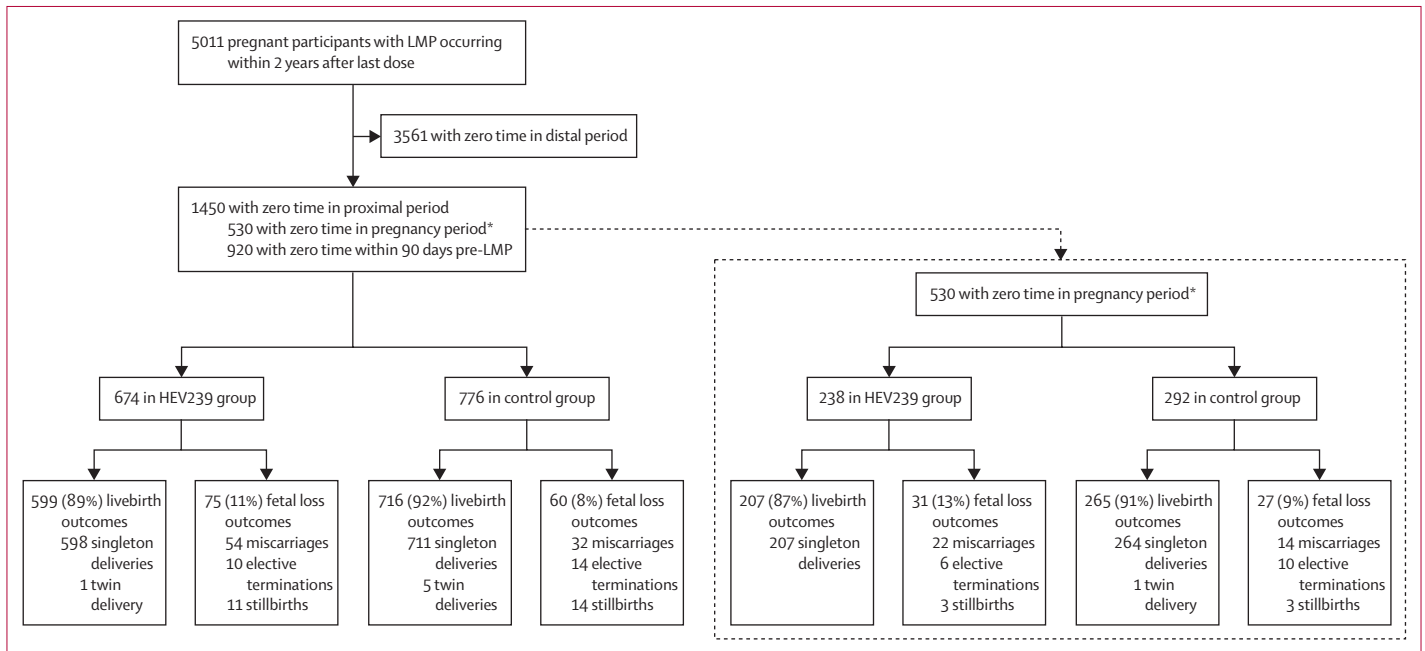 5011 pregnant participants with LMP occurring
within 2 years after last dose
3561 with zero time in distal period
1450 with zero time in proximal period
530 with zero time in pregnancy period*
920 with zero time within 90 days pre-LMP
674 in HEV239 group
776 in control group
599 (89%) livebirth
outcomes
598 singleton
deliveries
1 twin
delivery
75 (11%) fetal loss
outcomes
54 miscarriages
10 elective
terminations
11 stillbirths
716 (92%) livebirth
outcomes
711 singleton
deliveries
5 twin
deliveries
60 (8%) fetal loss
outcomes
32 miscarriages
14 elective
terminations
14 stillbirths
530 with zero time in pregnancy period*
238 in HEV239 group
292 in control group
207 (87%) livebirth
outcomes
207 singleton
deliveries
31 (13%) fetal loss
outcomes
22 miscarriages
6 elective
terminations
3 stillbirths
265 (91%) livebirth
outcomes
264 singleton
deliveries
1 twin
delivery
27 (9%) fetal loss
outcomes
14 miscarriages
10 elective
terminations
3 stillbirths